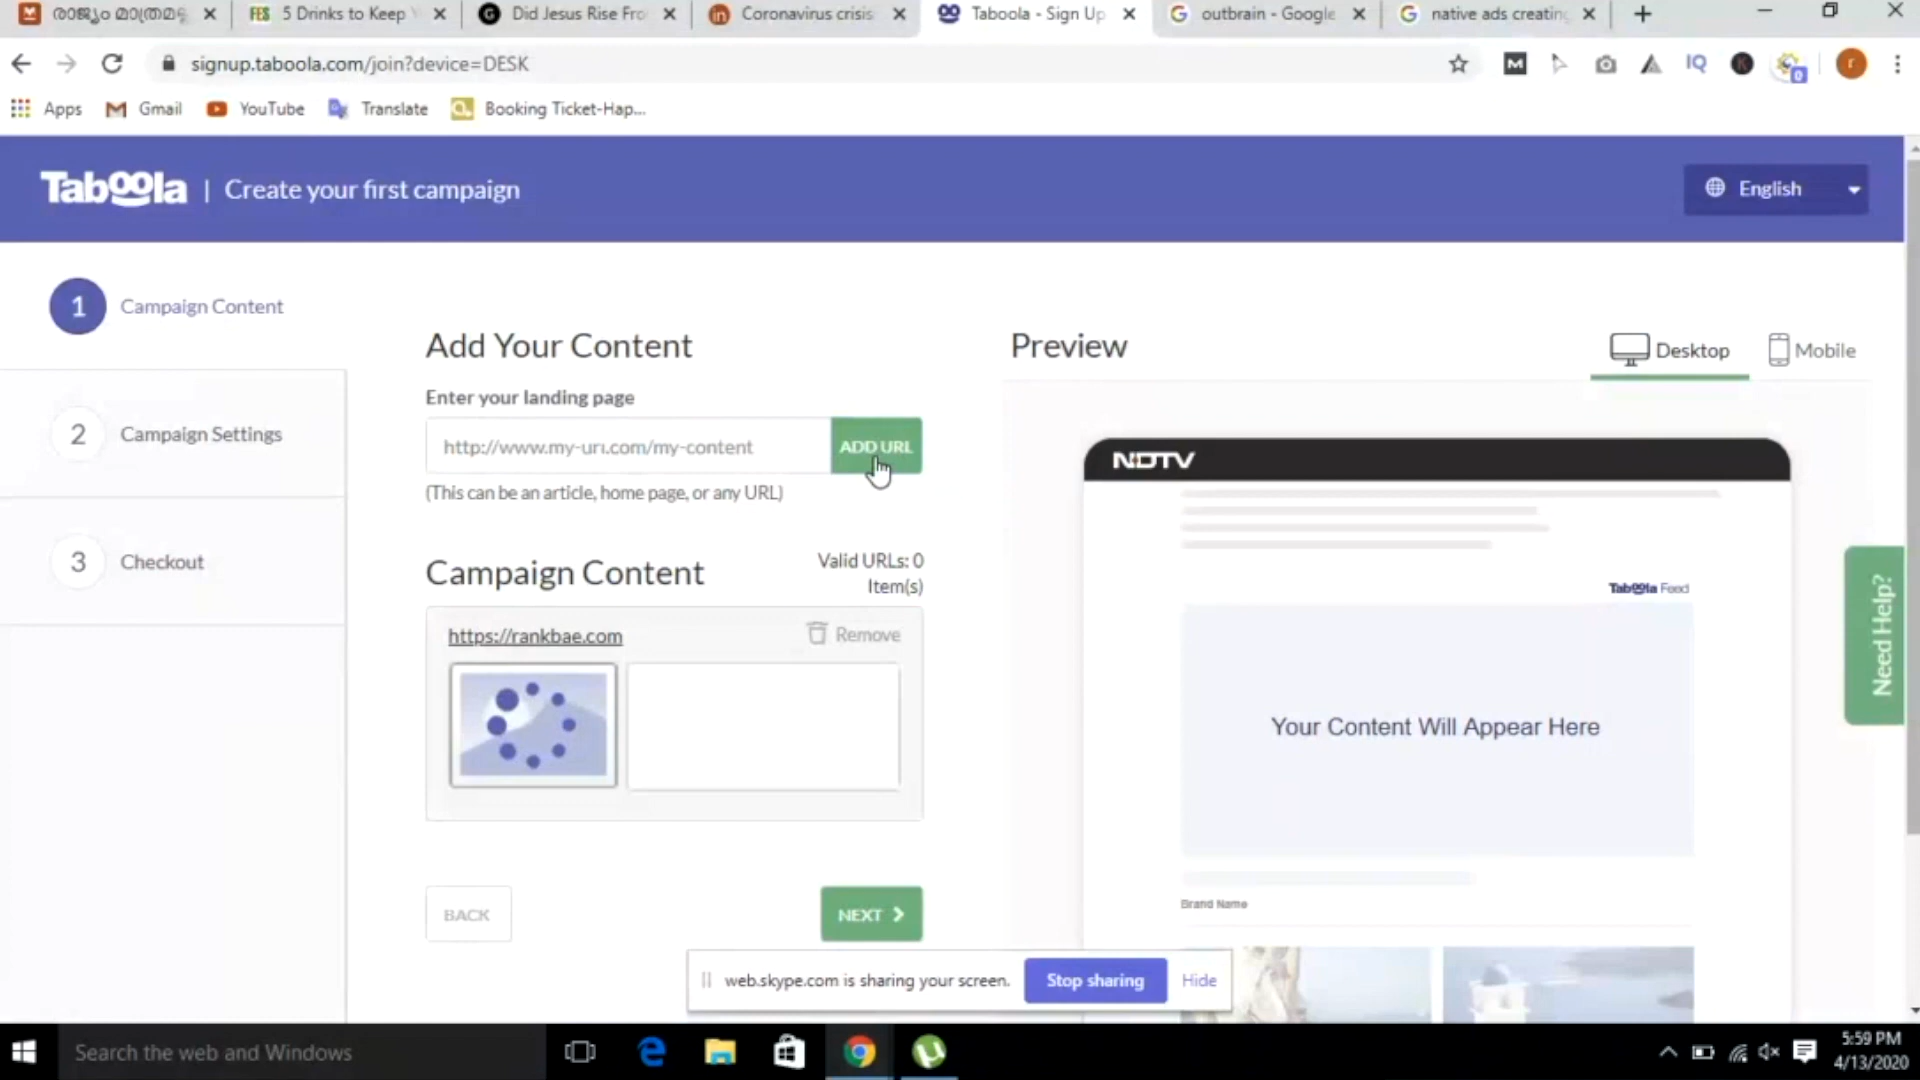 രാജ്യം മാത്രമട
5 Drinks to Keep Y
Did Jesus Rise Fro
Coronavirus crisis
Taboola - Sign Up
outbrain - Google
native ads creating
signup.taboola.com/join?device=DESK
Apps
Gmail
YouTube
Translate
Booking Ticket-Hap...
Taboola | Create your first campaign
English
1 Campaign Content
2 Campaign Settings
3 Checkout
Add Your Content
Enter your landing page
http://www.my-url.com/my-content
ADD URL
(This can be an article, home page, or any URL)
Campaign Content
Valid URLs: 0
Item(s)
https://rankbae.com
Remove
BACK
NEXT
Preview
Desktop
Mobile
NDTV
Taboola Feed
Your Content Will Appear Here
Brand Name
Need Help?
web.skype.com is sharing your screen.
Stop sharing
Hide
Search the web and Windows
5:59 PM
4/13/2020